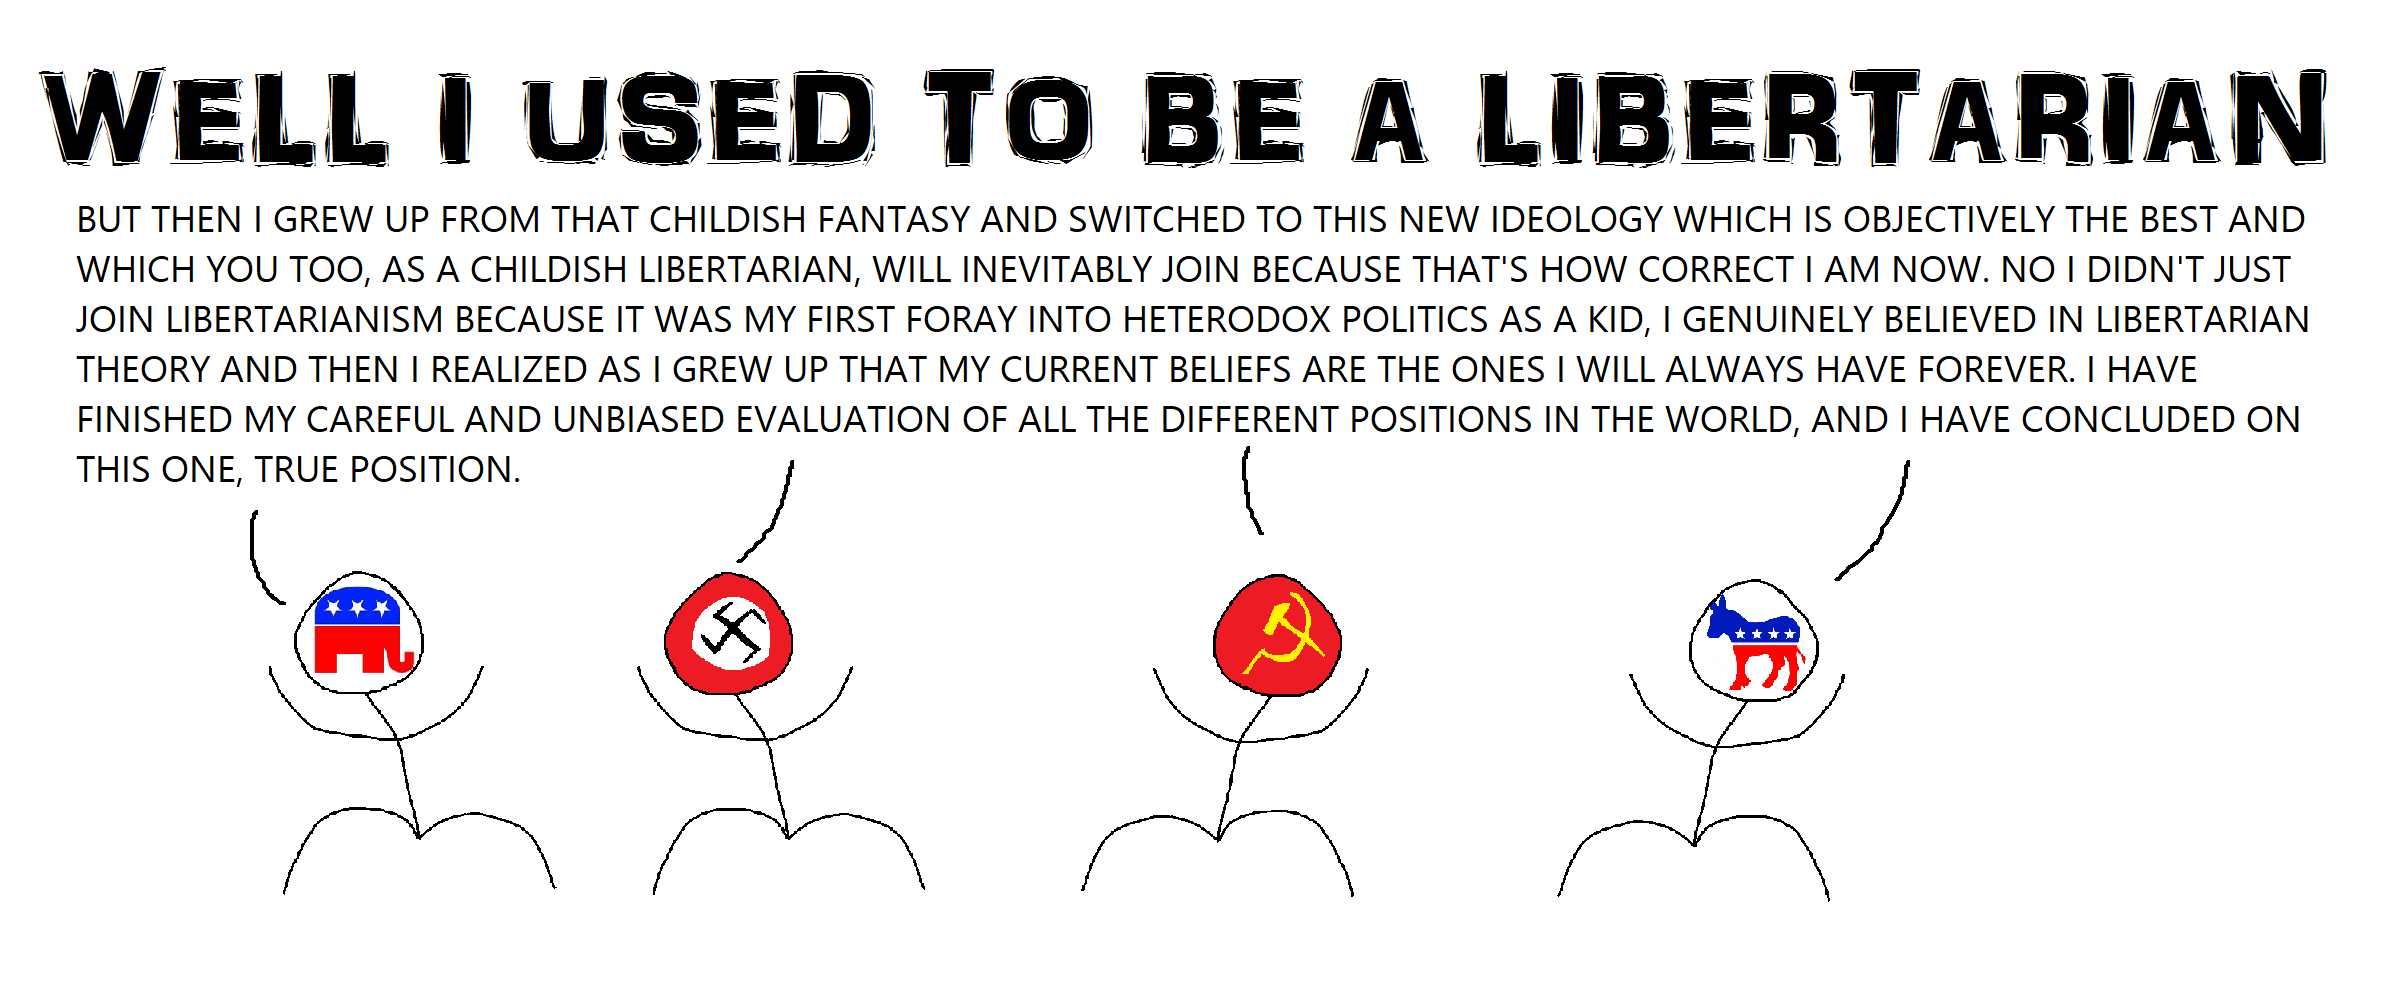 WELL I USED TO BE A LIBERTARIAN
BUT THEN I GREW UP FROM THAT CHILDISH FANTASY AND SWITCHED TO THIS NEW IDEOLOGY WHICH IS OBJECTIVELY THE BEST AND
WHICH YOU TOO, AS A CHILDISH LIBERTARIAN, WILL INEVITABLY JOIN BECAUSE THAT'S HOW CORRECT I AM NOW. NO I DIDN'T JUST
JOIN LIBERTARIANISM BECAUSE IT WAS MY FIRST FORAY INTO HETERODOX POLITICS AS A KID, I GENUINELY BELIEVED IN LIBERTARIAN
THEORY AND THEN I REALIZED AS I GREW UP THAT MY CURRENT BELIEFS ARE THE ONES I WILL ALWAYS HAVE FOREVER. I HAVE
FINISHED MY CAREFUL AND UNBIASED EVALUATION OF ALL THE DIFFERENT POSITIONS IN THE WORLD, AND I HAVE CONCLUDED ON
THIS ONE, TRUE POSITION.